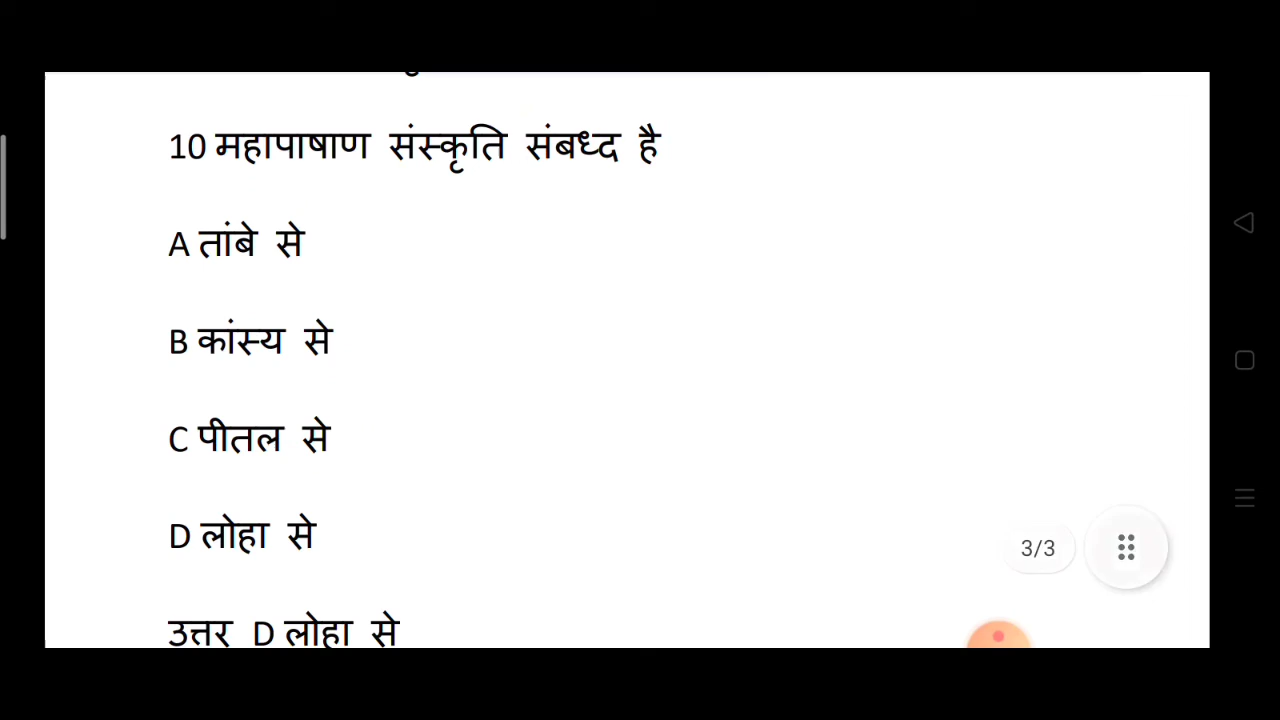 10 महापाषाण संस्कृति संबध्द है
A तांबे से
B कांस्य से
C पीतल से
D लोहा से
3/3
उत्तर D लोहा से